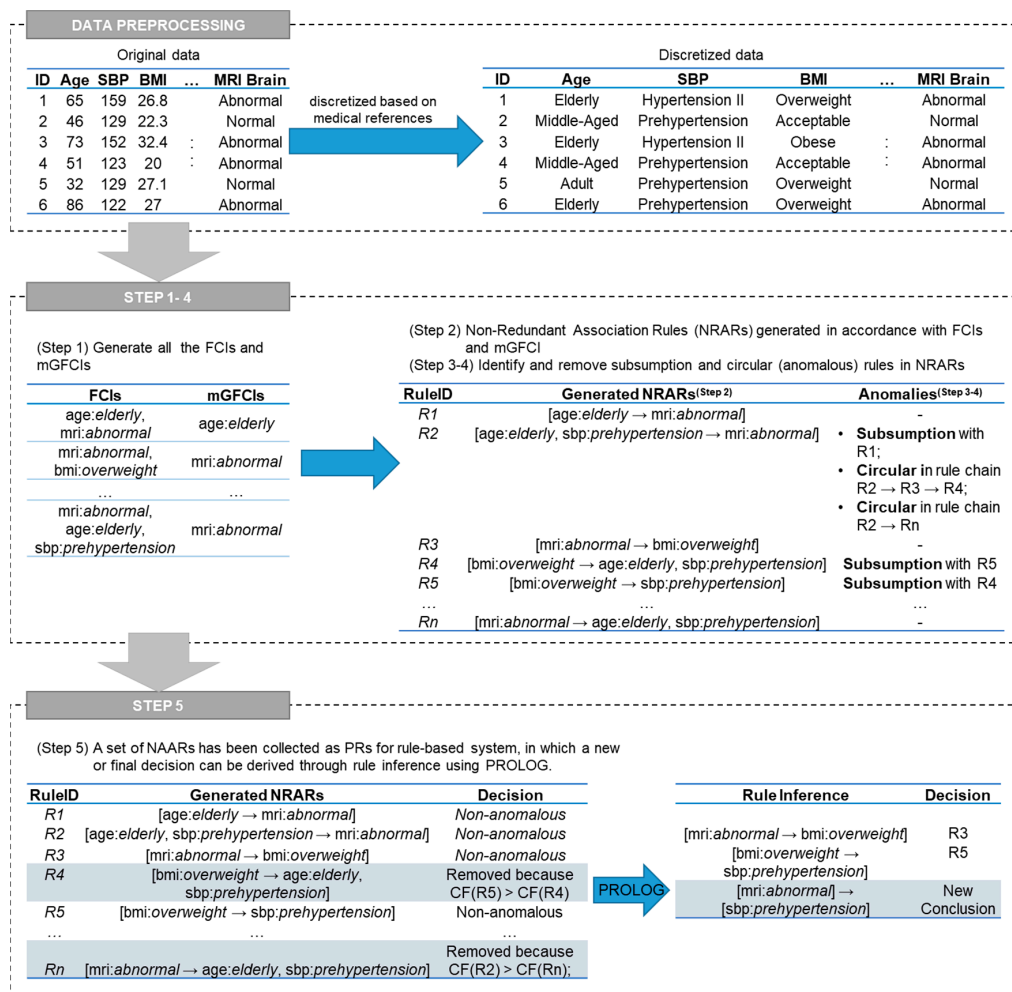 DATA PREPROCESSING
Original data
ID Age SBP BMI ... MRI Brain
1 65 159 26.8 Abnormal
2 46 129 22.3 Normal
3 73 152 32.4 : Abnormal
4 51 123 20 : Abnormal
5 32 129 27.1 Normal
6 86 122 27 Abnormal
discretized based on
medical references
Discretized data
ID Age SBP BMI ... MRI Brain
1 Elderly Hypertension II Overweight Abnormal
2 Middle-Aged Prehypertension Acceptable Normal
3 Elderly Hypertension II Obese : Abnormal
4 Middle-Aged Prehypertension Acceptable : Abnormal
5 Adult Prehypertension Overweight Normal
6 Elderly Prehypertension Overweight Abnormal
STEP 1- 4
(Step 1) Generate all the FCIs and
mGFCIs
FCIs mGFCIs
age:elderly,
mri:abnormal age:elderly
mri:abnormal,
bmi:overweight mri:abnormal
... ...
mri:abnormal,
age:elderly,
sbp:prehypertension mri:abnormal
(Step 2) Non-Redundant Association Rules (NRARs) generated in accordance with FCIs
and mGFCI
(Step 3-4) Identify and remove subsumption and circular (anomalous) rules in NRARs
RuleID Generated NRARs(Step 2) Anomalies(Step 3-4)
R1 [age:elderly → mri:abnormal] -
R2 [age:elderly, sbp:prehypertension → mri:abnormal] • Subsumption with
R1;
• Circular in rule chain
R2 → R3 → R4;
• Circular in rule chain
R2 → Rn
R3 [mri:abnormal → bmi:overweight] -
R4 [bmi:overweight → age:elderly, sbp:prehypertension] Subsumption with R5
R5 [bmi:overweight → sbp:prehypertension] Subsumption with R4
... ... ...
Rn [mri:abnormal → age:elderly, sbp:prehypertension] -
STEP 5
(Step 5) A set of NAARs has been collected as PRs for rule-based system, in which a new
or final decision can be derived through rule inference using PROLOG.
RuleID Generated NRARs Decision
R1 [age:elderly → mri:abnormal] Non-anomalous
R2 [age:elderly, sbp:prehypertension → mri:abnormal] Non-anomalous
R3 [mri:abnormal → bmi:overweight] Non-anomalous
R4 [bmi:overweight → age:elderly, Removed because
sbp:prehypertension] CF(R5) > CF(R4)
R5 [bmi:overweight → sbp:prehypertension] Non-anomalous
... ... ...
Removed because
Rn [mri:abnormal → age:elderly, sbp:prehypertension] CF(R2) > CF(Rn);
PROLOG
Rule Inference Decision
[mri:abnormal → bmi:overweight] R3
[bmi:overweight → R5
sbp:prehypertension]
[mri:abnormal] → New
[sbp:prehypertension] Conclusion